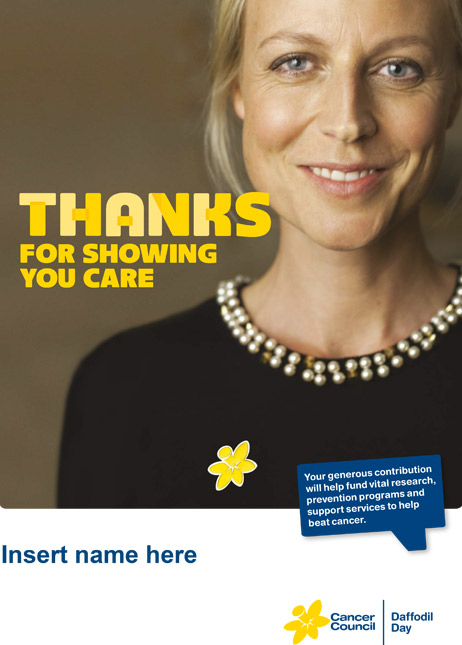 THANKS
FOR SHOWING
YOU CARE
Your generous contribution
will help fund vital research,
prevention programs and
support services to help
beat cancer.
Insert name here
Cancer
Council
Daffodil
Day